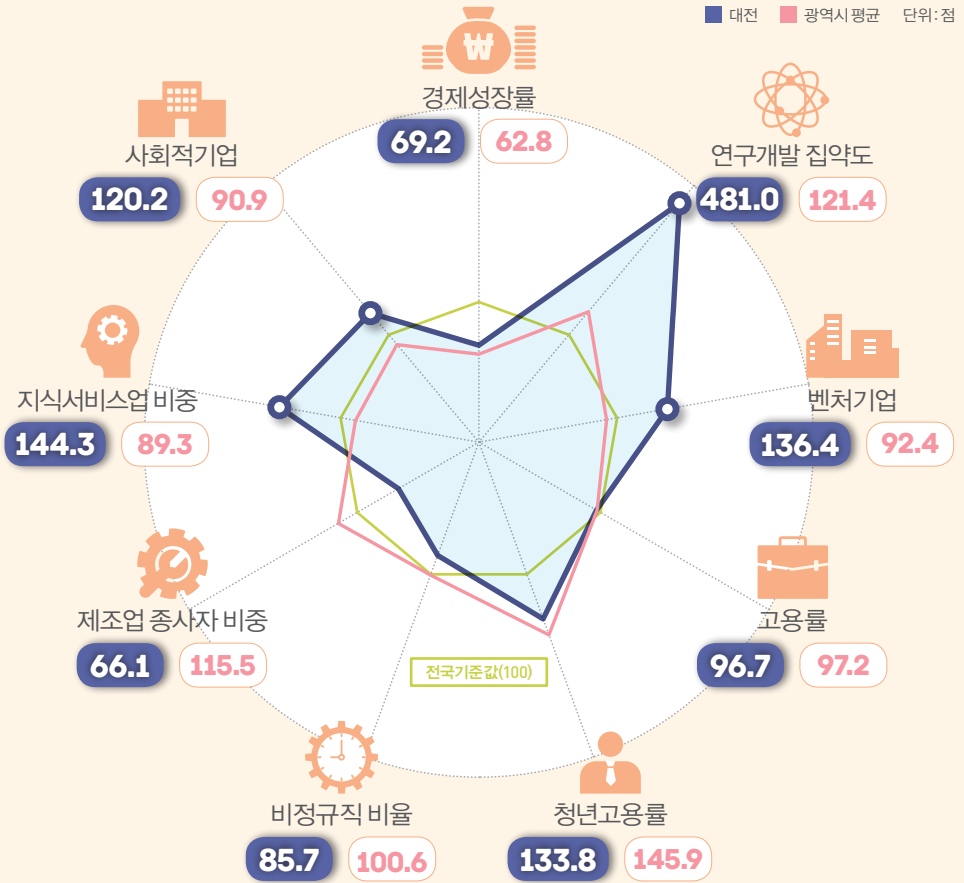 대전 광역시 평균 단위:점
₩
경제성장률
69.2 62.8
연구개발 집약도
481.0 121.4
벤처기업
136.4 92.4
고용률
96.7 97.2
청년고용률
133.8 145.9
비정규직 비율
85.7 100.6
제조업 종사자 비중
66.1 115.5
지식서비스업 비중
144.3 89.3
사회적기업
120.2 90.9
전국기준값(100)